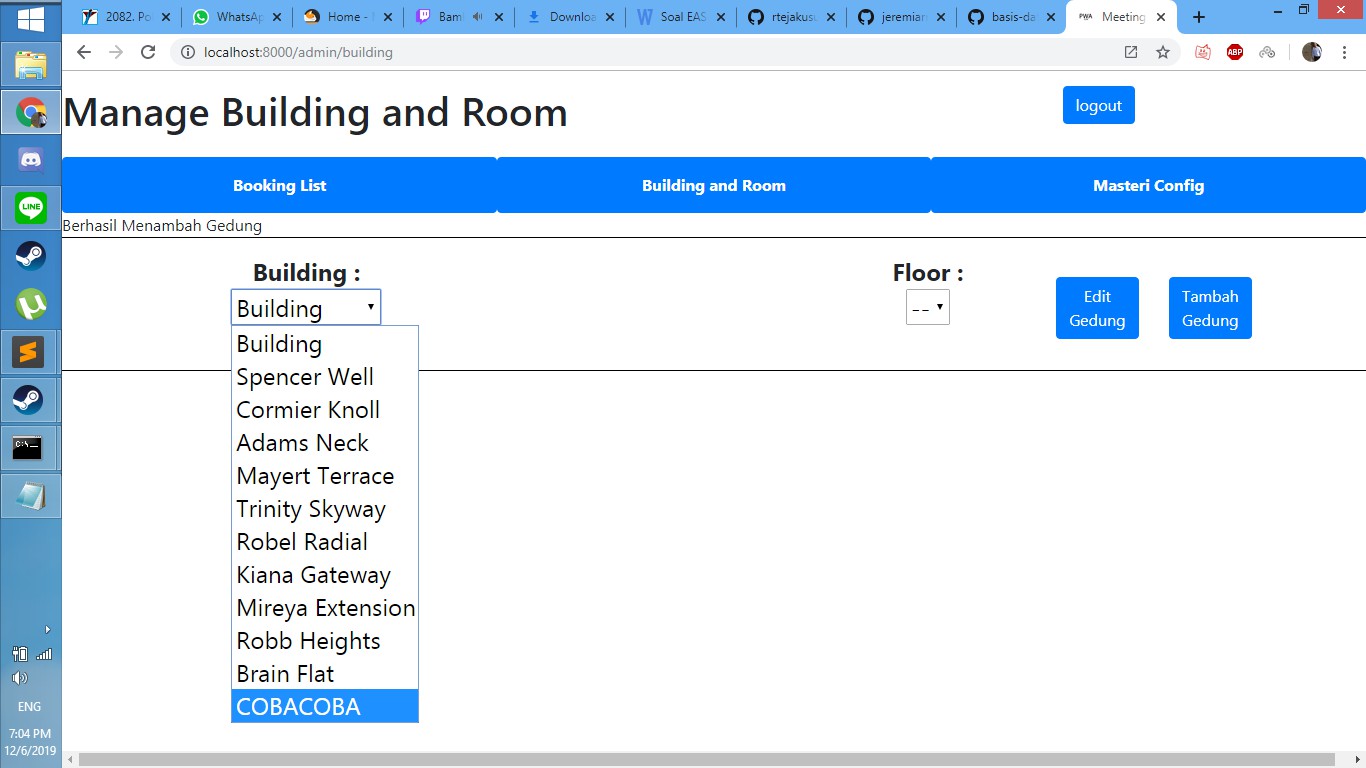 2082. Po
WhatsAp
Home -
Bam
Downloa
Soal EAS
rtejakus
jeremiar
basis-da
PWA
Meeting
localhost:8000/admin/building
ABP
Manage Building and Room
logout
Booking List
Building and Room
Masteri Config
Berhasil Menambah Gedung
Building :
Floor :
Building
--
Edit
Gedung
Tambah
Gedung
Building
Spencer Well
Cormier Knoll
Adams Neck
Mayert Terrace
Trinity Skyway
Robel Radial
Kiana Gateway
Mireya Extension
Robb Heights
Brain Flat
COBACOBA
LINE
C:\
ENG
7:04 PM
12/6/2019